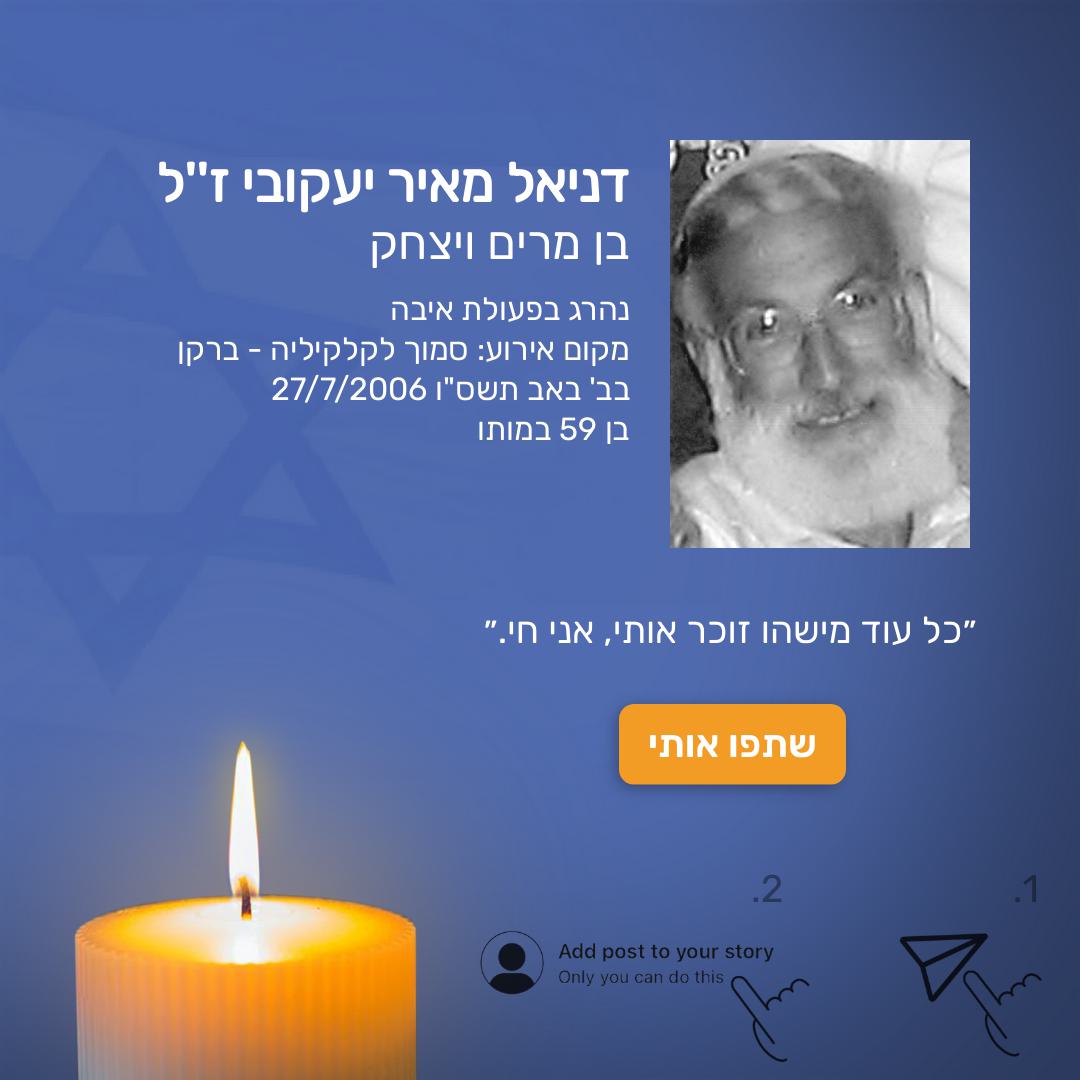 דניאל מאיר יעקובי ז"ל
בן מרים ויצחק
נהרג בפעולת איבה
מקום אירוע: סמוך לקלקיליה - ברקן
בב' באב תשס"ו 27/7/2006
בן 59 במותו
״כל עוד מישהו זוכר אותי, אני חי.״
שתפו אותי
1.
2.
Add post to your story
Only you can do this